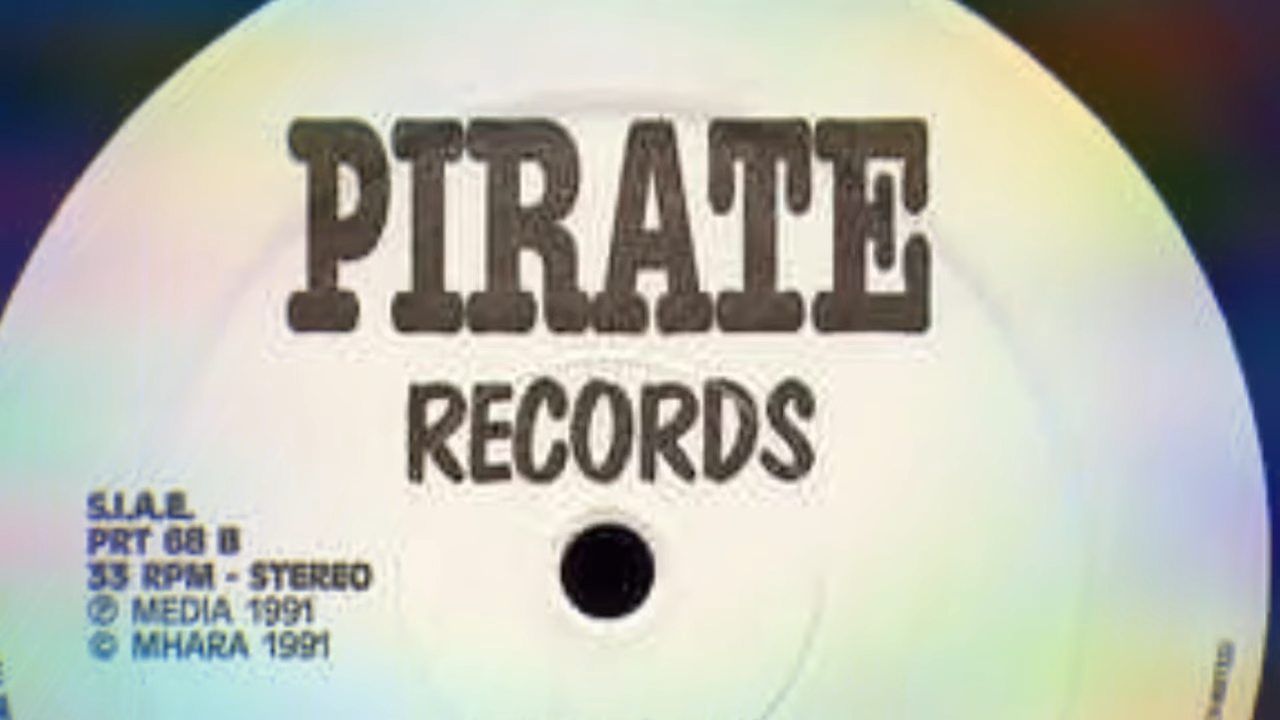 PIRATE
RECORDS
S.I.A.E.
PRT 68 B
33 RPM - STEREO
℗ MEDIA 1991
© MHARA 1991